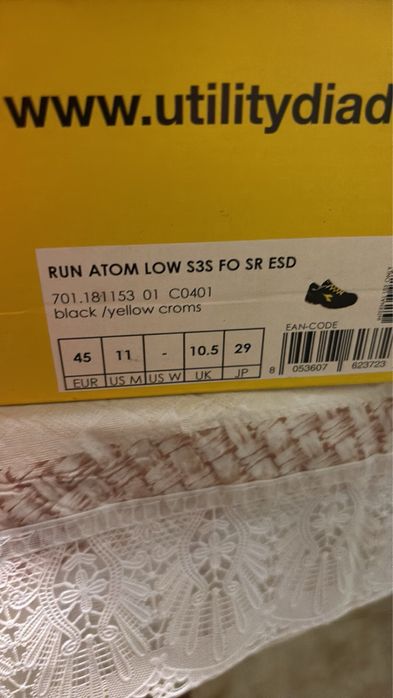 www.utilitydiad
RUN ATOM LOW S3S FO SR ESD
701.181153 01 C0401
black /yellow croms
45 11 - 10.5 29
EUR US M US W UK JP
EAN-CODE
8 053607 623723